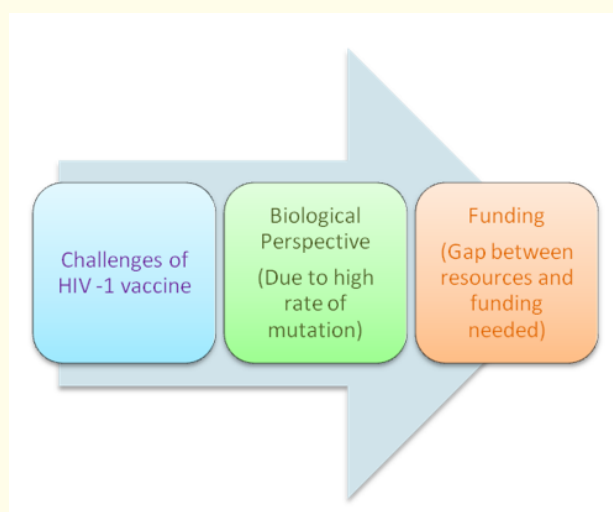 Challenges of
HIV -1 vaccine
Biological
Perspective
(Due to high
rate of
mutation)
Funding
(Gap between
resources and
funding
needed)